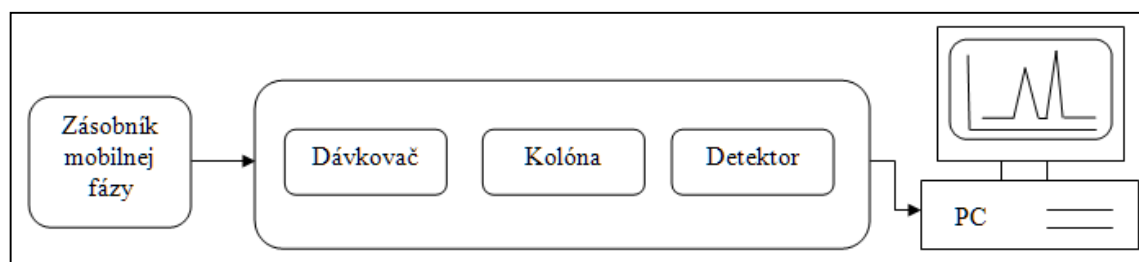 Zásobník
mobilnej
fázy
Dávkovač
Kolóna
Detektor
PC